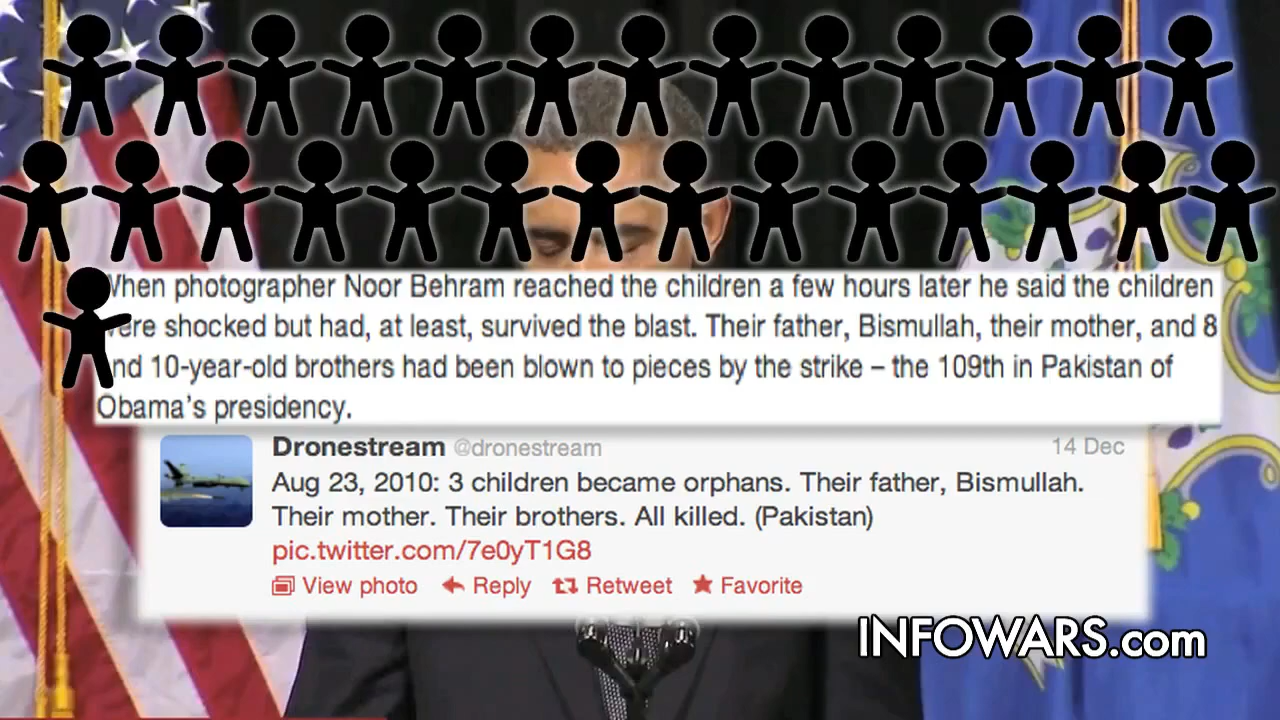 When photographer Noor Behram reached the children a few hours later he said the children
were shocked but had, at least, survived the blast. Their father, Bismullah, their mother, and 8
and 10-year-old brothers had been blown to pieces by the strike – the 109th in Pakistan of
Obama's presidency.
Dronestream @dronestream 14 Dec
Aug 23, 2010: 3 children became orphans. Their father, Bismullah.
Their mother. Their brothers. All killed. (Pakistan)
pic.twitter.com/7e0yT1G8
View photo Reply Retweet Favorite
INFOWARS.com